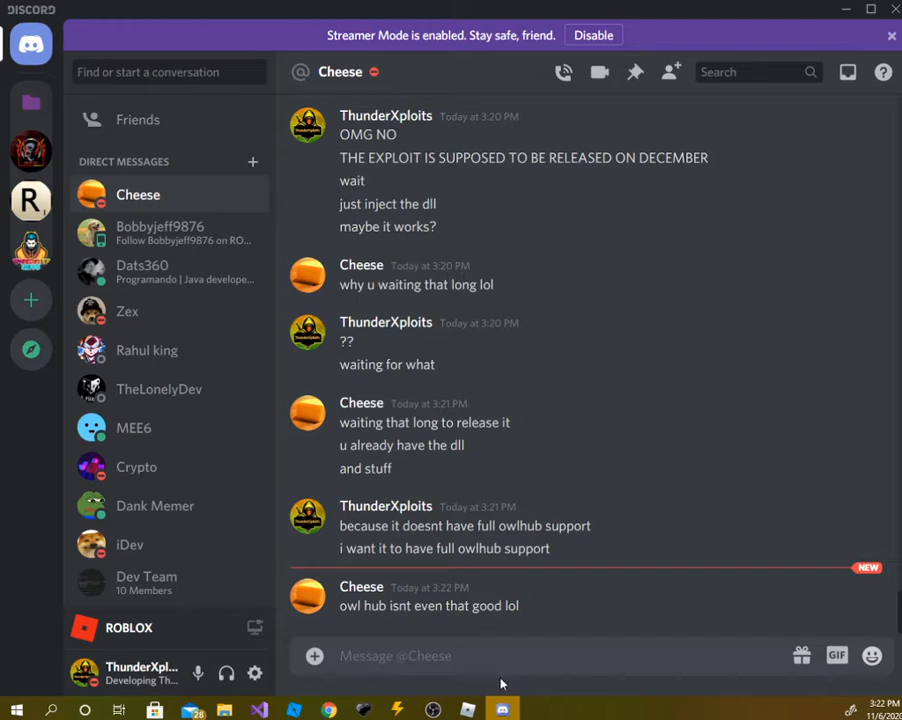 DISCORD
Streamer Mode is enabled. Stay safe, friend.
Disable
Find or start a conversation
Cheese
Search
Friends
DIRECT MESSAGES
Cheese
Bobbyjeff9876
Follow Bobbyjeff9876 on RO...
Dats360
Programando | Java develope...
Zex
Rahul king
TheLonelyDev
MEE6
Crypto
Dank Memer
iDev
Dev Team
10 Members
ROBLOX
ThunderXpl...
Developing Th...
R
ThunderXploits Today at 3:20 PM
OMG NO
THE EXPLOIT IS SUPPOSED TO BE RELEASED ON DECEMBER
wait
just inject the dll
maybe it works?
Cheese Today at 3:20 PM
why u waiting that long lol
ThunderXploits Today at 3:20 PM
??
waiting for what
Cheese Today at 3:21 PM
waiting that long to release it
u already have the dll
and stuff
ThunderXploits Today at 3:21 PM
because it doesnt have full owlhub support
i want it to have full owlhub support
NEW
Cheese Today at 3:22 PM
owl hub isnt even that good lol
Message @Cheese
GIF
28
3:22 PM